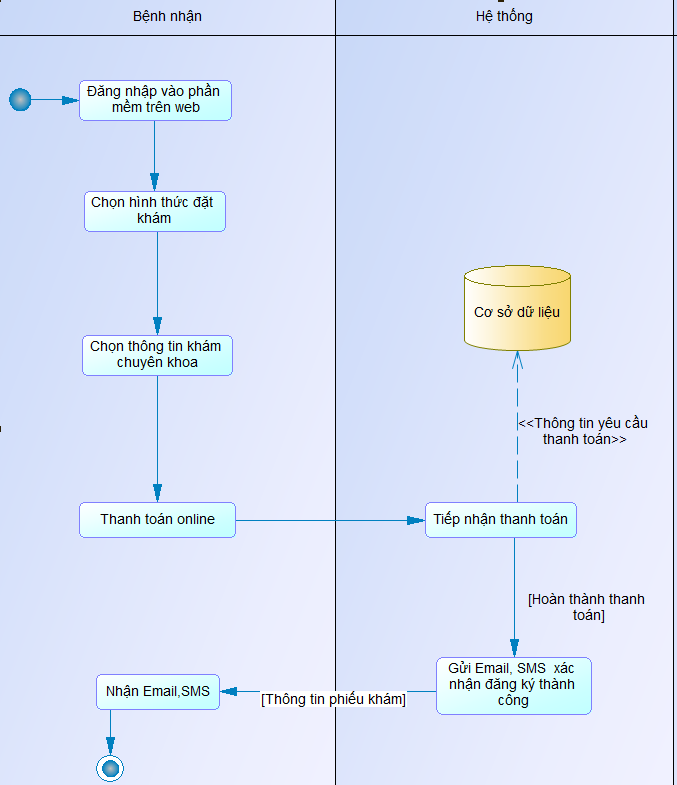 Bệnh nhận
Hệ thống
Đăng nhập vào phần
mềm trên web
Chọn hình thức đặt
khám
Cơ sở dữ liệu
Chọn thông tin khám
chuyên khoa
<<Thông tin yêu cầu
thanh toán>>
Thanh toán online
Tiếp nhận thanh toán
[Hoàn thành thanh
toán]
Gửi Email, SMS  xác
nhận đăng ký thành
công
Nhận Email,SMS
[Thông tin phiếu khám]